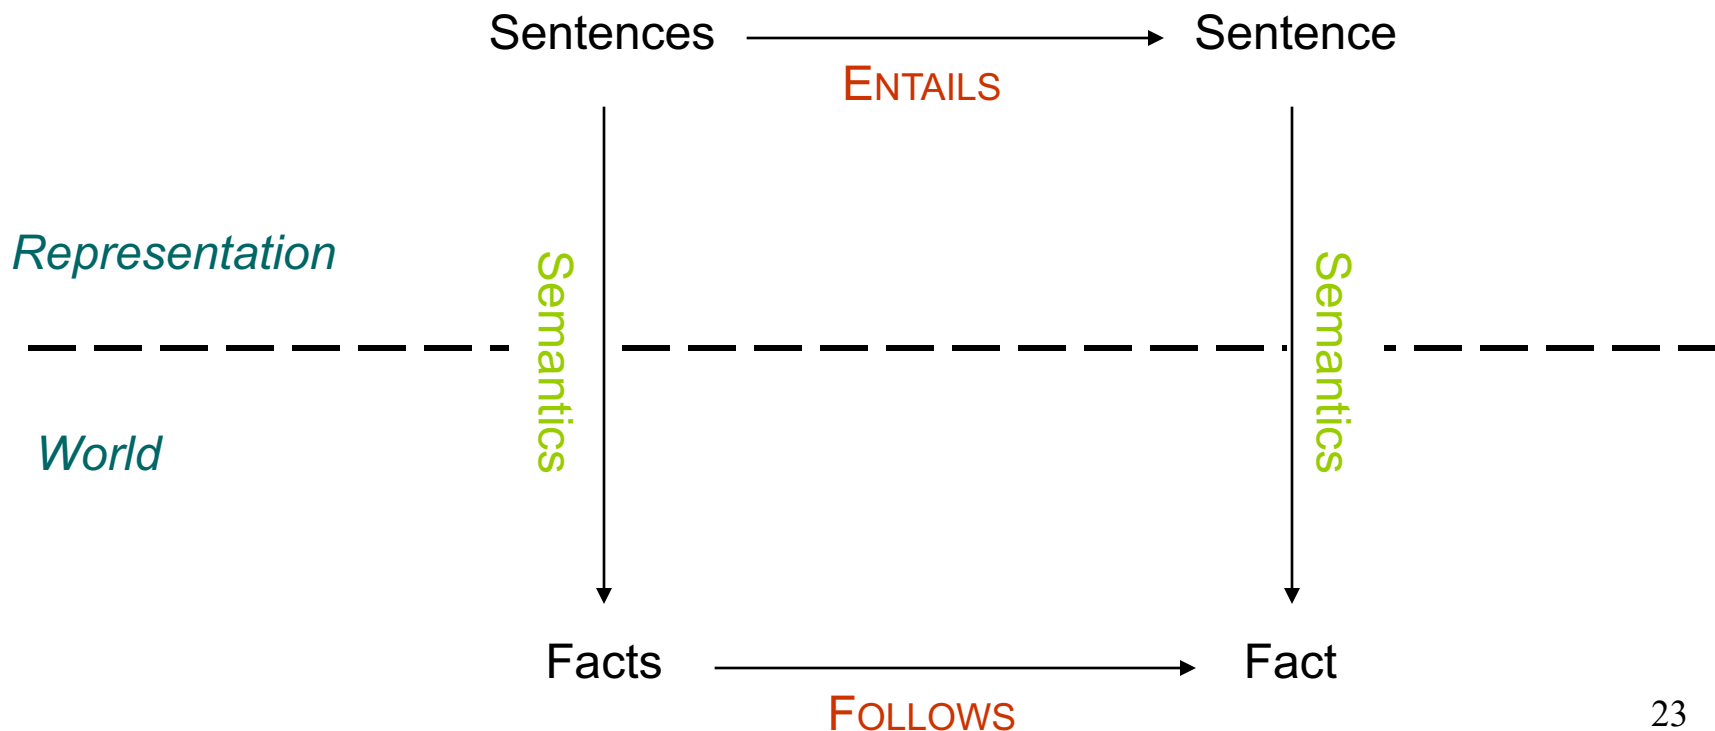 Sentences
Sentence
ENTAILS
Representation
Semantics
Semantics
World
Facts
Fact
FOLLOWS
23